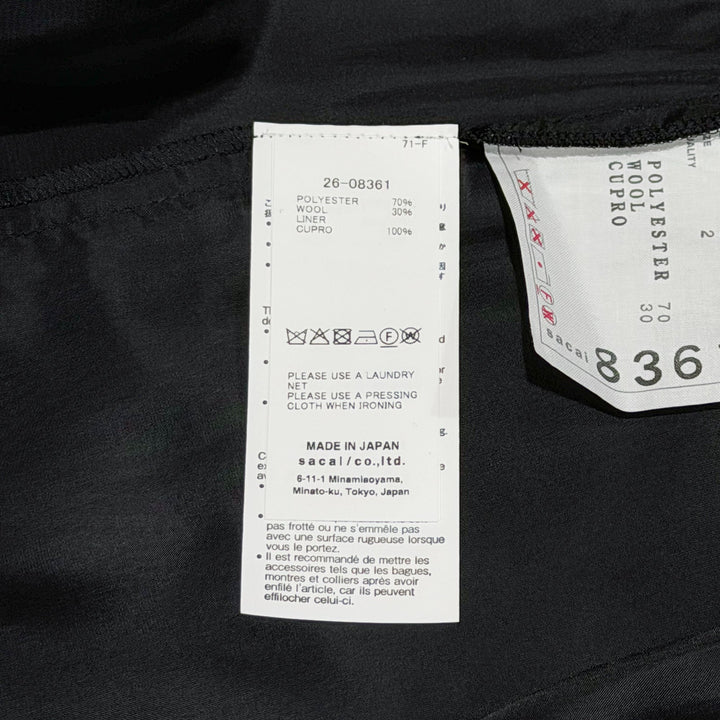 71-F
26-08361
POLYESTER 70%
WOOL 30%
LINER
CUPRO 100%
F
W
PLEASE USE A LAUNDRY
NET
PLEASE USE A PRESSING
CLOTH WHEN IRONING
MADE IN JAPAN
sacai/co.,ltd.
6-11-1 Minamiaoyama,
Minato-ku, Tokyo, Japan
pas frotté ou ne s'emmêle pas
avec une surface rugueuse lorsque
vous le portez.
• Il est recommandé de mettre les
accessoires tels que les bagues,
montres et colliers après avoir
enfilé l'article, car ils peuvent
effilocher celui-ci.
2
POLYESTER 70
WOOL 30
CUPRO
sacai
836